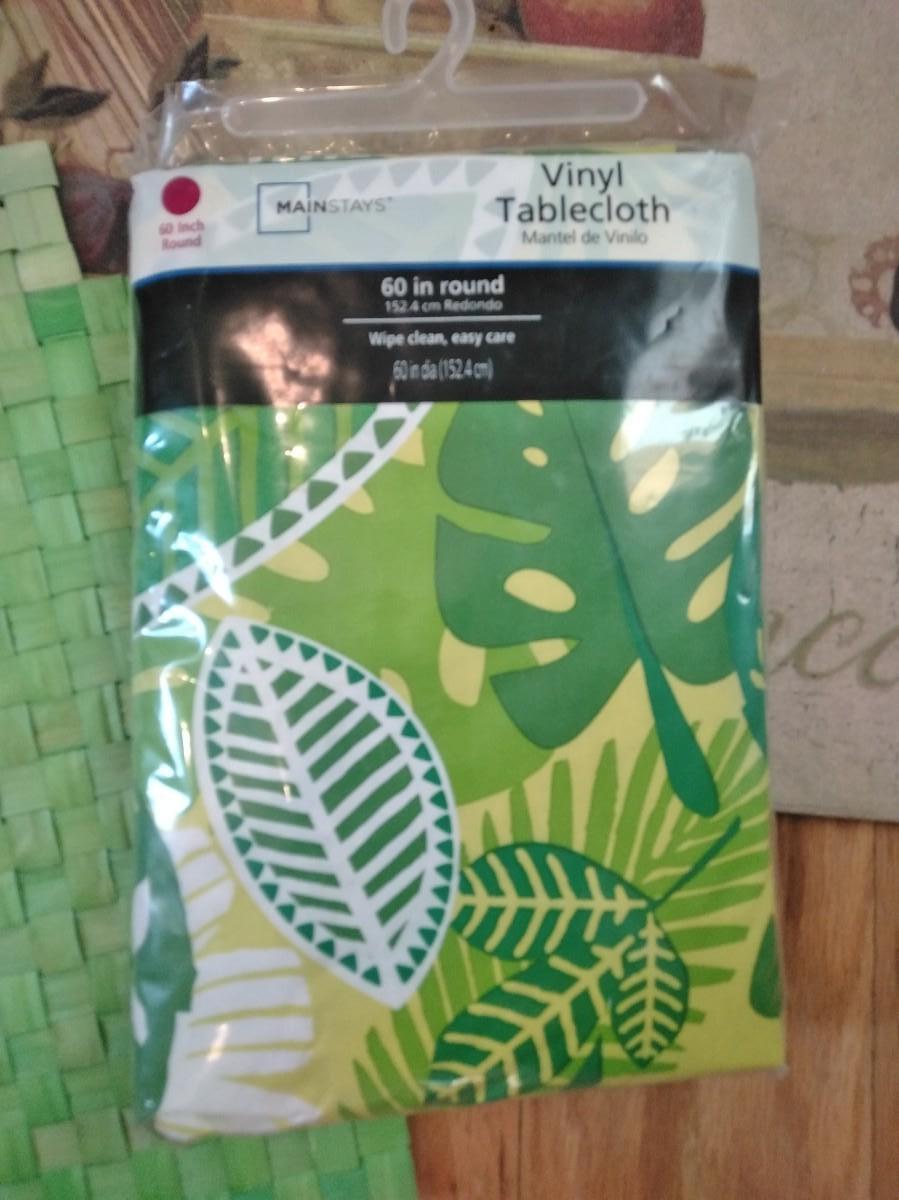 60 Inch
Round
MAINSTAYS
Vinyl
Tablecloth
Mantel de Vinilo
60 in round
152.4 cm Redondo
Wipe clean, easy care
60 in dia (152.4 cm)